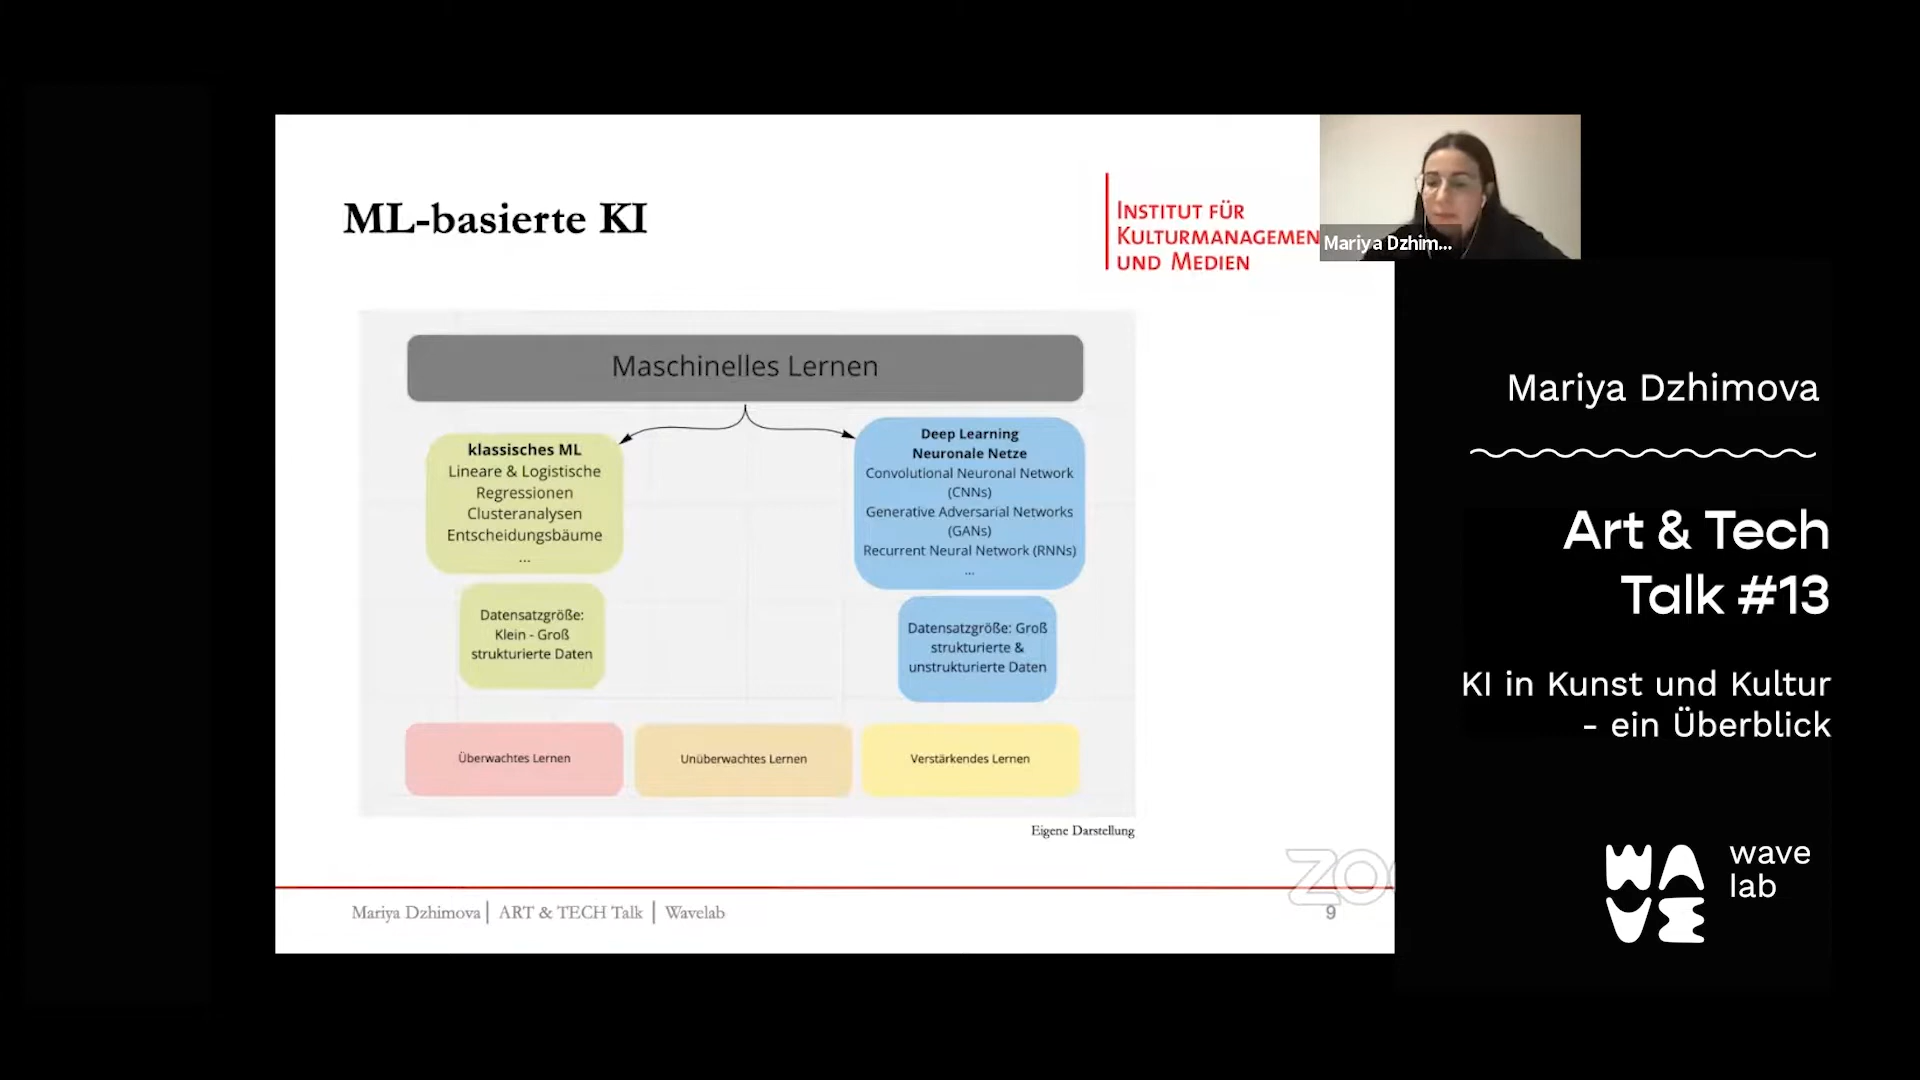 ML-basierte KI
INSTITUT FÜR
KULTURMANAGEMEN
UND MEDIEN
Mariya Dzhim...
Maschinelles Lernen
klassisches ML
Lineare & Logistische
Regressionen
Clusteranalysen
Entscheidungsbäume
...
Deep Learning
Neuronale Netze
Convolutional Neuronal Network
(CNNs)
Generative Adversarial Networks
(GANs)
Recurrent Neural Network (RNNs)
...
Datensatzgröße:
Klein - Groß
strukturierte Daten
Datensatzgröße: Groß
strukturierte &
unstrukturierte Daten
Überwachtes Lernen
Unüberwachtes Lernen
Verstärkendes Lernen
Eigene Darstellung
Mariya Dzhimova | ART & TECH Talk | Wavelab
9
ZO
Mariya Dzhimova
Art & Tech
Talk #13
KI in Kunst und Kultur
- ein Überblick
WAVE
wave
lab